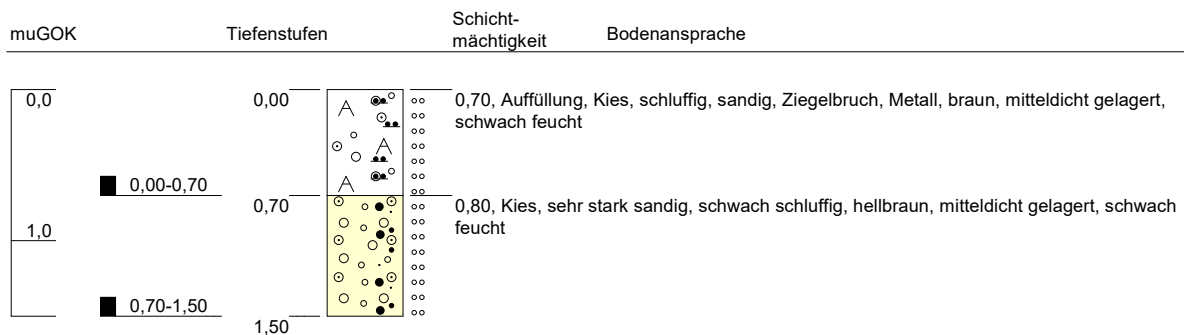 muGOK Tiefenstufen Schicht-
mächtigkeit Bodenansprache
0,0 0,00 0,70, Auffüllung, Kies, schluffig, sandig, Ziegelbruch, Metall, braun, mitteldicht gelagert,
schwach feucht
0,00-0,70
0,70 0,80, Kies, sehr stark sandig, schwach schluffig, hellbraun, mitteldicht gelagert, schwach
feucht
1,0
0,70-1,50
1,50